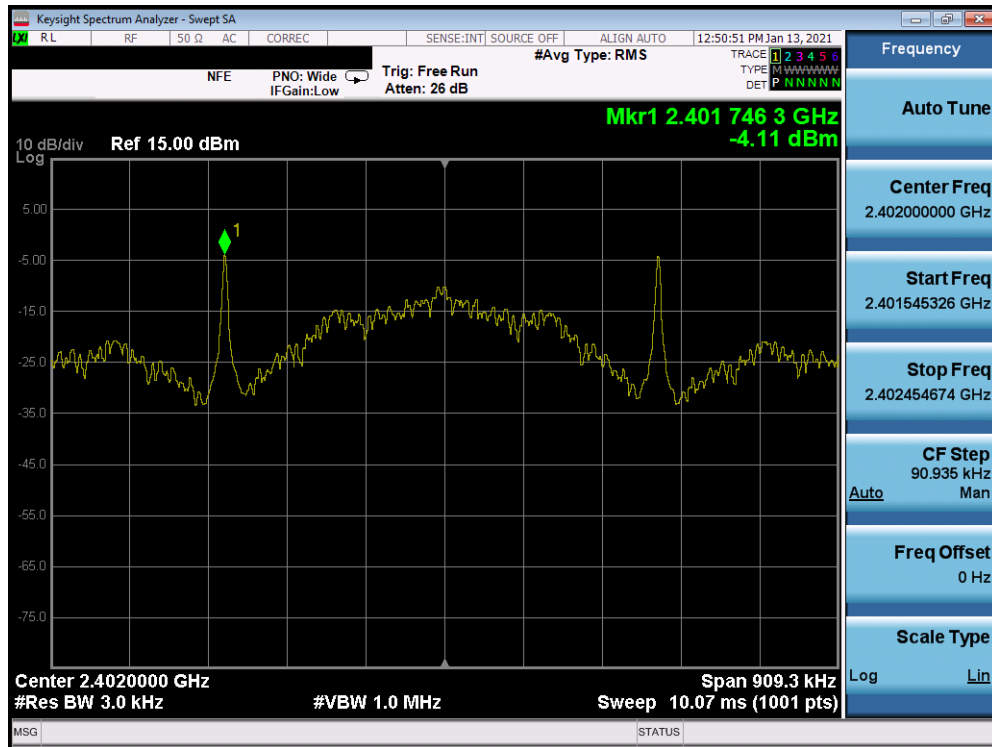 Keysight Spectrum Analyzer - Swept SA
LXI RL RF 50 Ω AC CORREC SENSE:INT SOURCE OFF ALIGN AUTO 12:50:51 PM Jan 13, 2021
#Avg Type: RMS TRACE 1 2 3 4 5 6
NFE PNO: Wide Trig: Free Run TYPE MWWWWW
IFGain:Low Atten: 26 dB DET P N N N N N
Mkr1 2.401 746 3 GHz
-4.11 dBm
10 dB/div Ref 15.00 dBm
Log
1
5.00
-5.00
-15.0
-25.0
-35.0
-45.0
-55.0
-65.0
-75.0
Center 2.4020000 GHz Span 909.3 kHz
#Res BW 3.0 kHz #VBW 1.0 MHz Sweep 10.07 ms (1001 pts)
MSG STATUS
Frequency
Auto Tune
Center Freq
2.402000000 GHz
Start Freq
2.401545326 GHz
Stop Freq
2.402454674 GHz
CF Step
90.935 kHz
Auto Man
Freq Offset
0 Hz
Scale Type
Log Lin